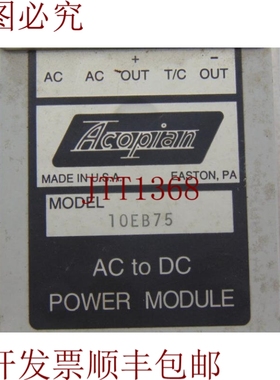 图必究
+ −
AC AC OUT T/C OUT
Acopian
MADE IN U.S.A. EASTON, PA
JTT1368
MODEL
10EB75
AC to DC
POWER MODULE
开发票顺丰包邮